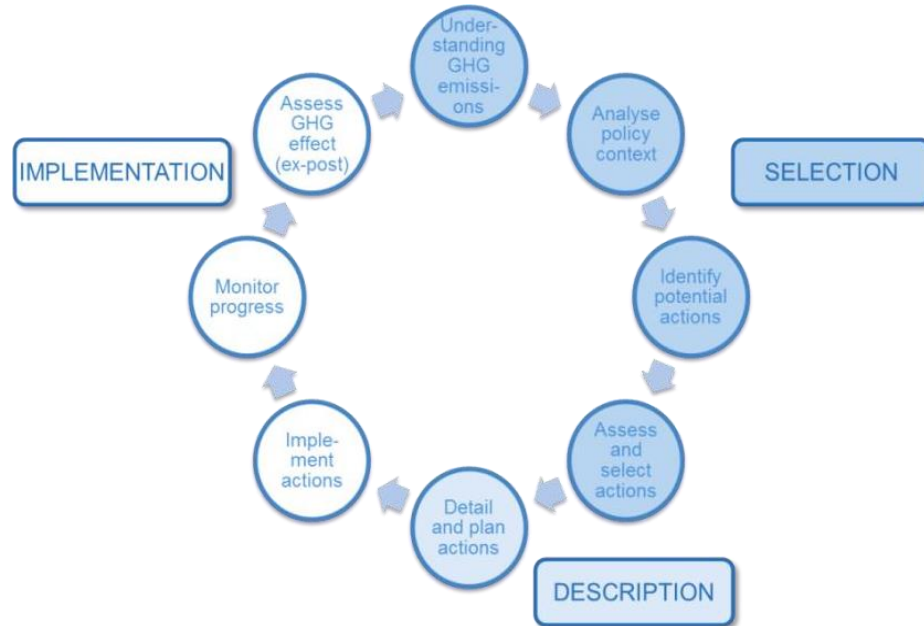 Under-
standing
GHG
emissi-
ons
Analyse
policy
context
SELECTION
Identify
potential
actions
Assess
and
select
actions
DESCRIPTION
Detail
and plan
actions
Imple-
ment
actions
Monitor
progress
IMPLEMENTATION
Assess
GHG
effect
(ex-post)